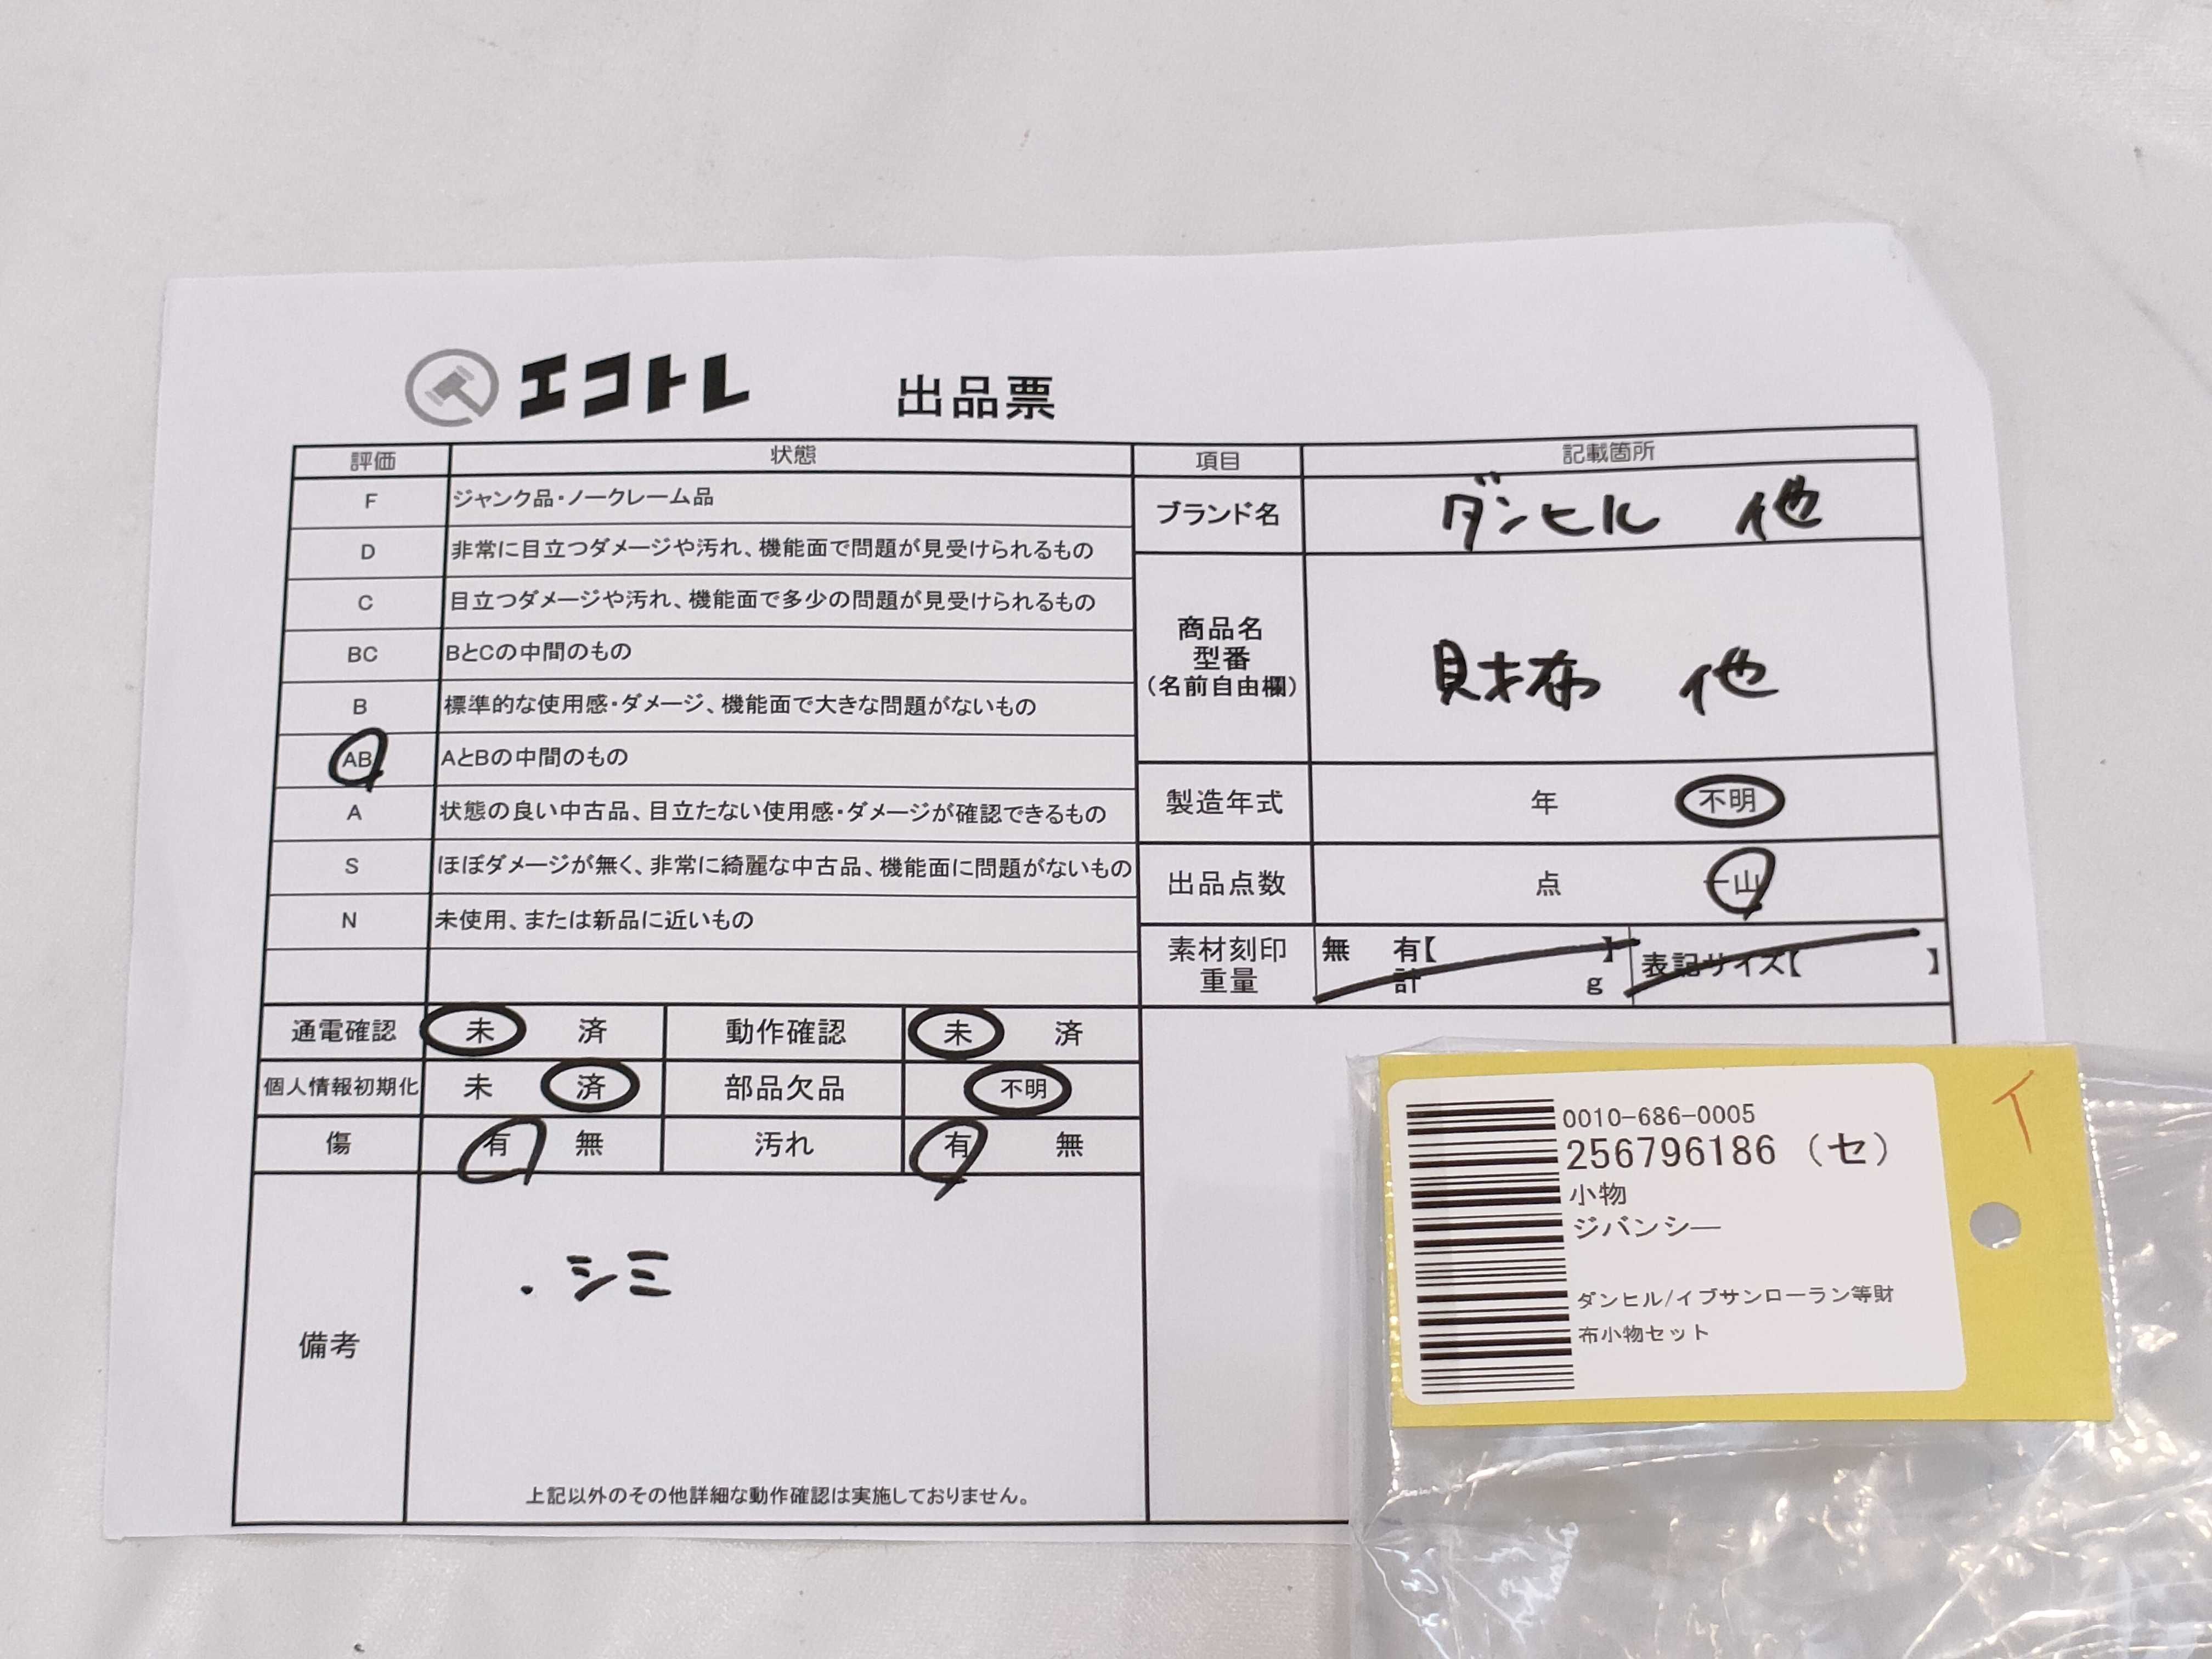 エコトレ 出品票
評価 状態 項目 記載箇所
F ジャンク品・ノークレーム品
D 非常に目立つダメージや汚れ、機能面で問題が見受けられるもの
C 目立つダメージや汚れ、機能面で多少の問題が見受けられるもの
BC BとCの中間のもの
B 標準的な使用感・ダメージ、機能面で大きな問題がないもの
AB AとBの中間のもの
A 状態の良い中古品、目立たない使用感・ダメージが確認できるもの
S ほぼダメージが無く、非常に綺麗な中古品、機能面に問題がないもの
N 未使用、または新品に近いもの
ブランド名 ダンヒル 他
商品名
型番
(名前自由欄)
財布 他
製造年式 年 不明
出品点数 点 一山
素材刻印 無 有【 】 表記サイズ【 】
重量 計 g
通電確認 未 済 動作確認 未 済
個人情報初期化 未 済 部品欠品 不明
傷 有 無 汚れ 有 無
備考
・シミ
上記以外のその他詳細な動作確認は実施しておりません。
イ
0010-686-0005
256796186 (セ)
小物
ジバンシー
ダンヒル/イブサンローラン等財
布小物セット